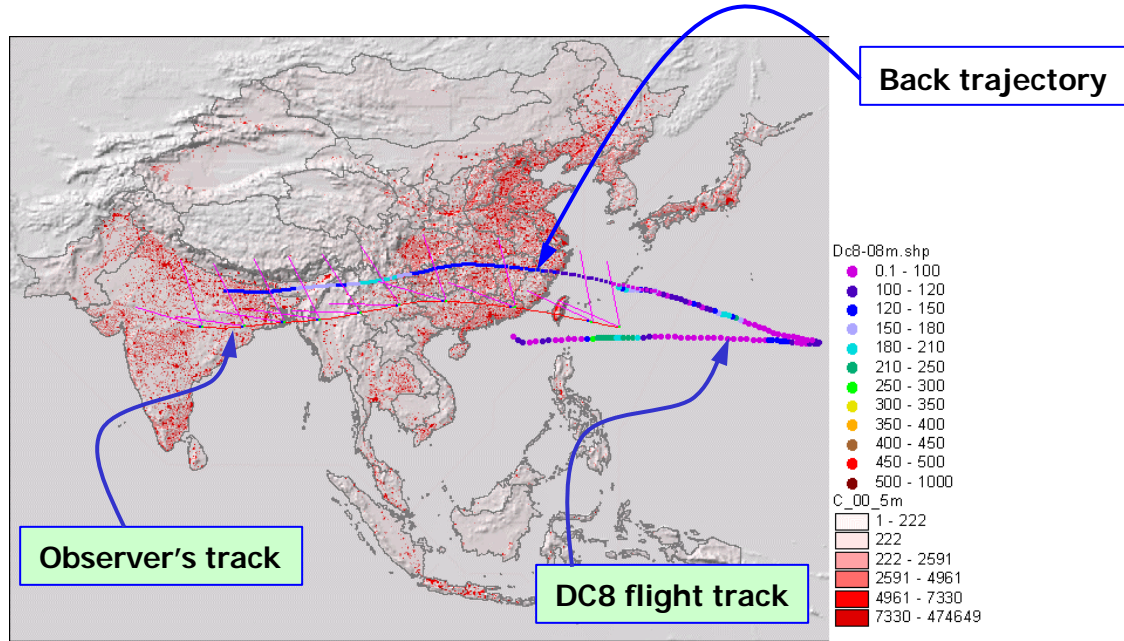 Back trajectory
Dc8-08m.shp
0.1 - 100
100 - 120
120 - 150
150 - 180
180 - 210
210 - 250
250 - 300
300 - 350
350 - 400
400 - 450
450 - 500
500 - 1000
C_00_5m
1 - 222
222
222 - 2591
2591 - 4961
4961 - 7330
7330 - 474649
Observer's track
DC8 flight track